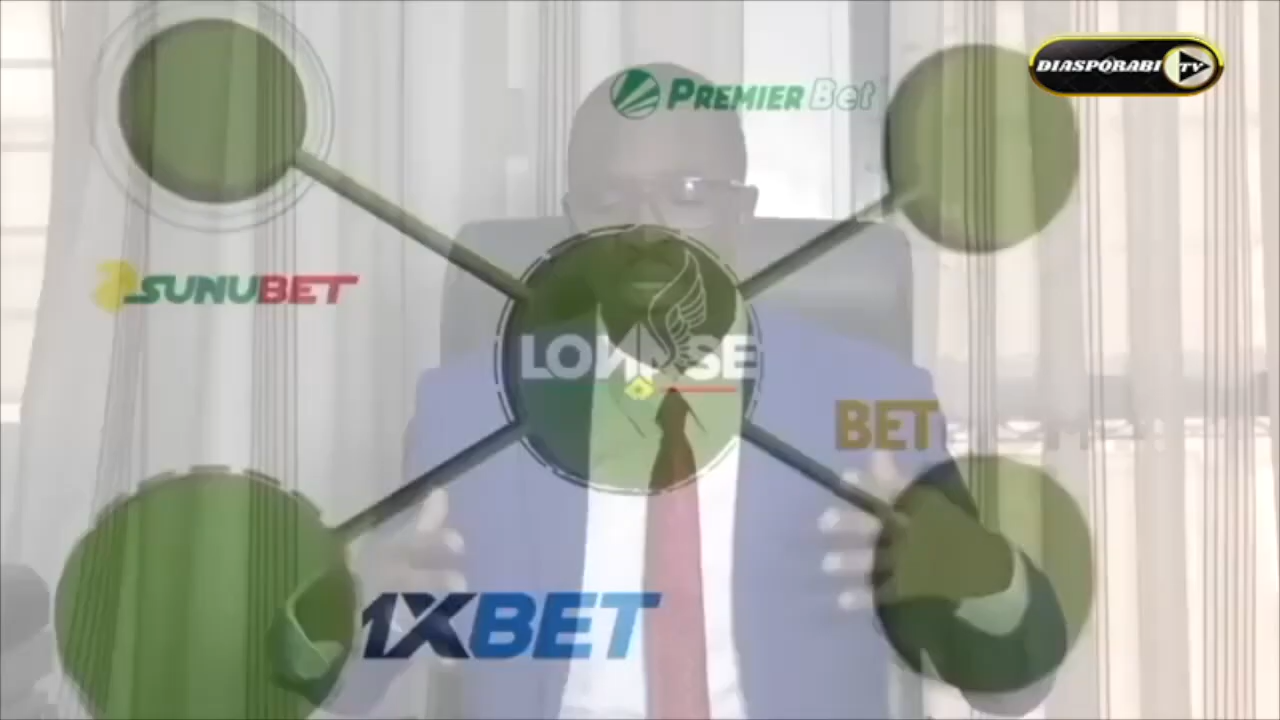 DIASPORABI TV
PREMIER Bet
SUNUBET
LONASE
BET
1XBET